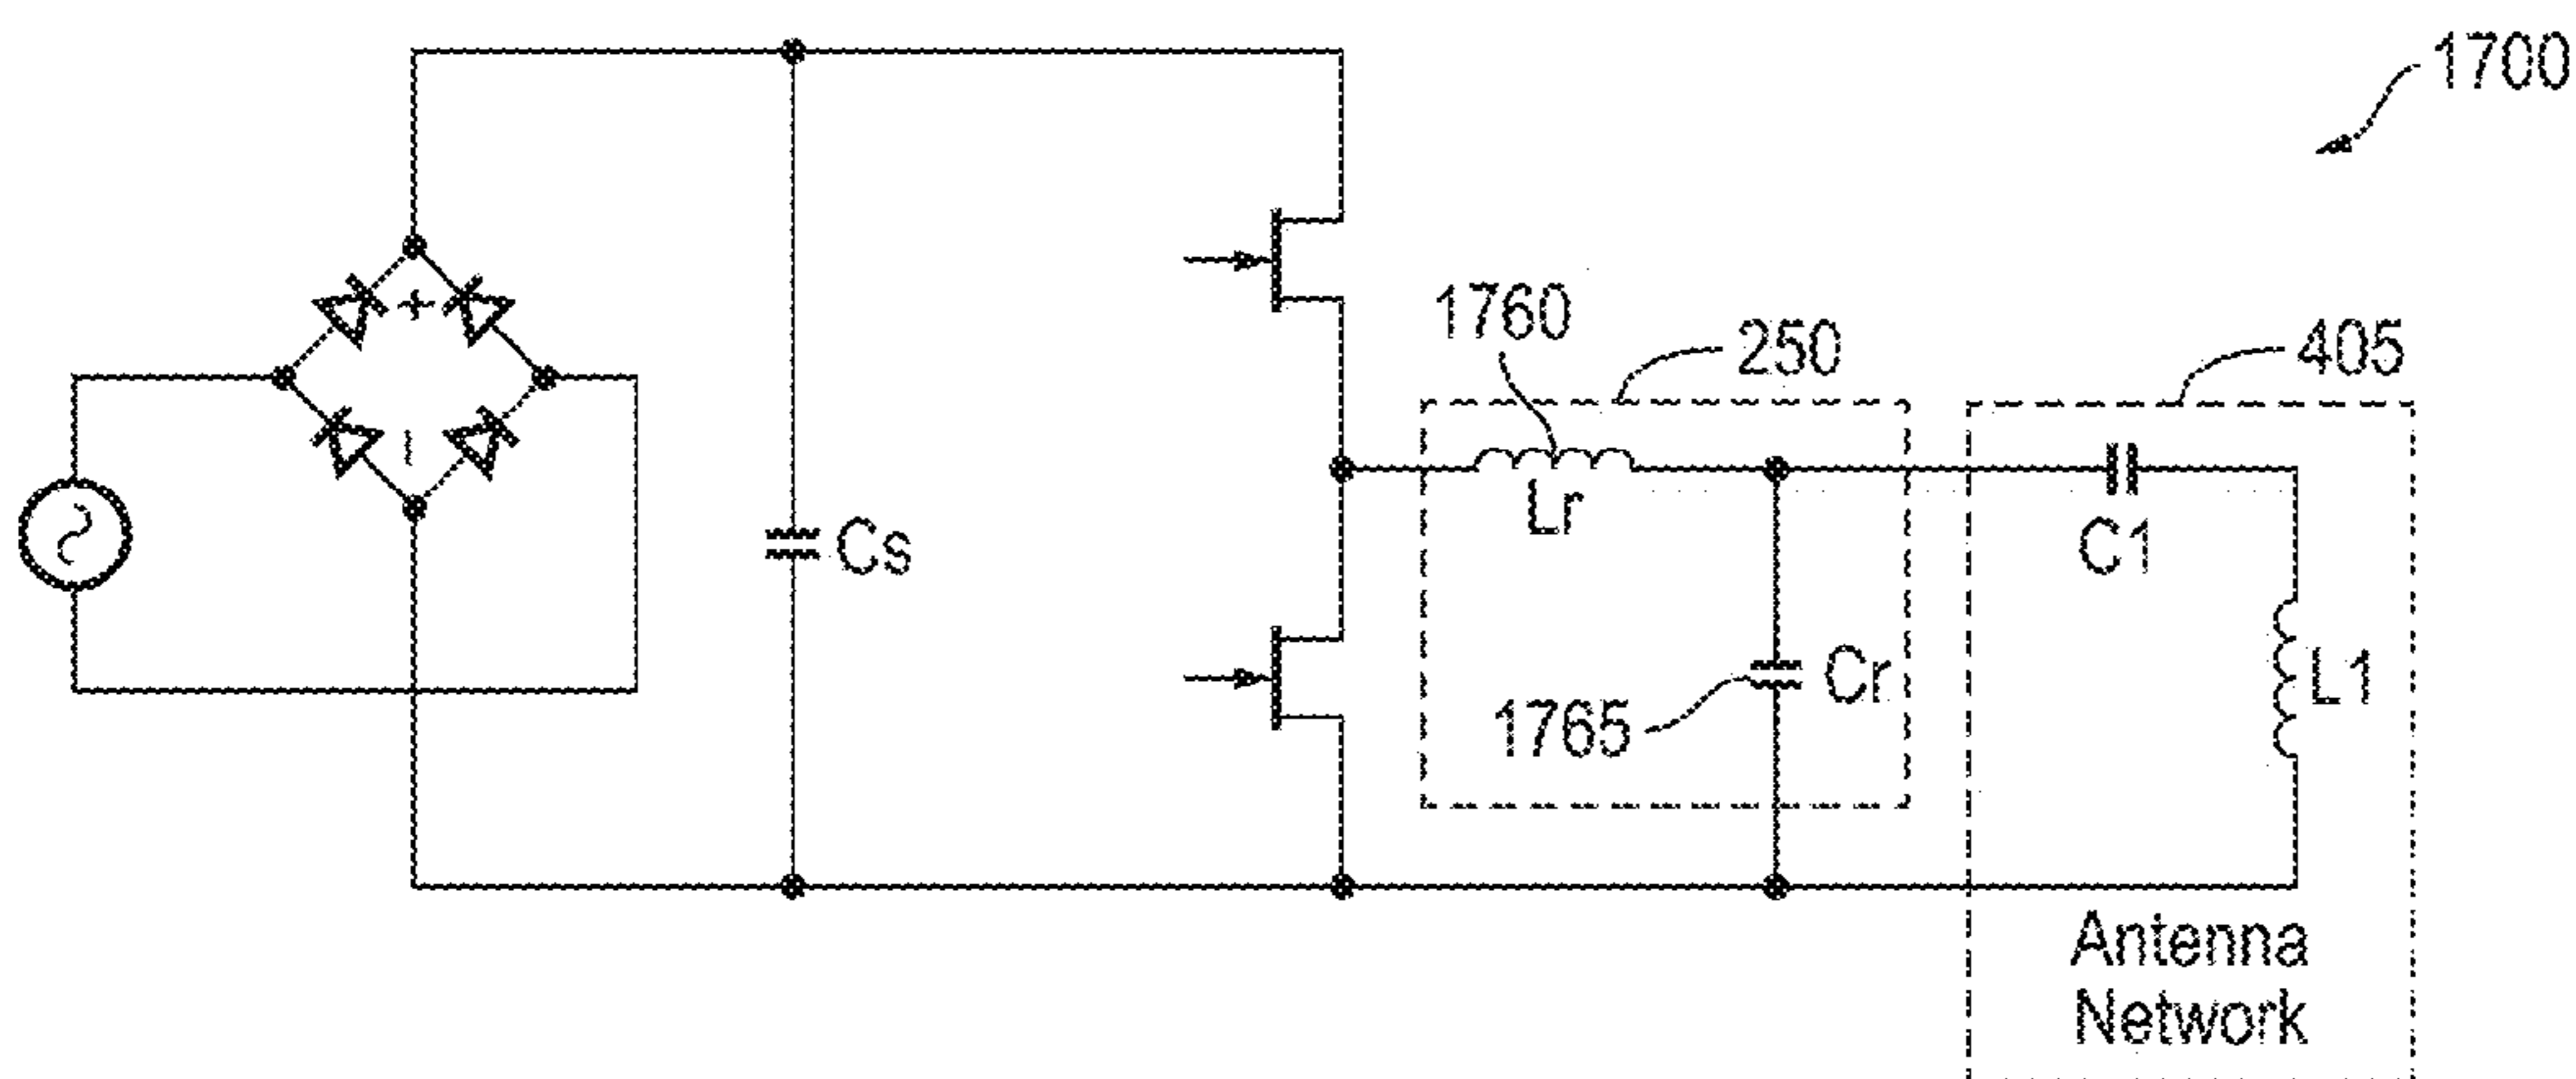 1700
1760
250
405
+
−
Lr
Cs
C1
Cr
1765
L1
Antenna
Network